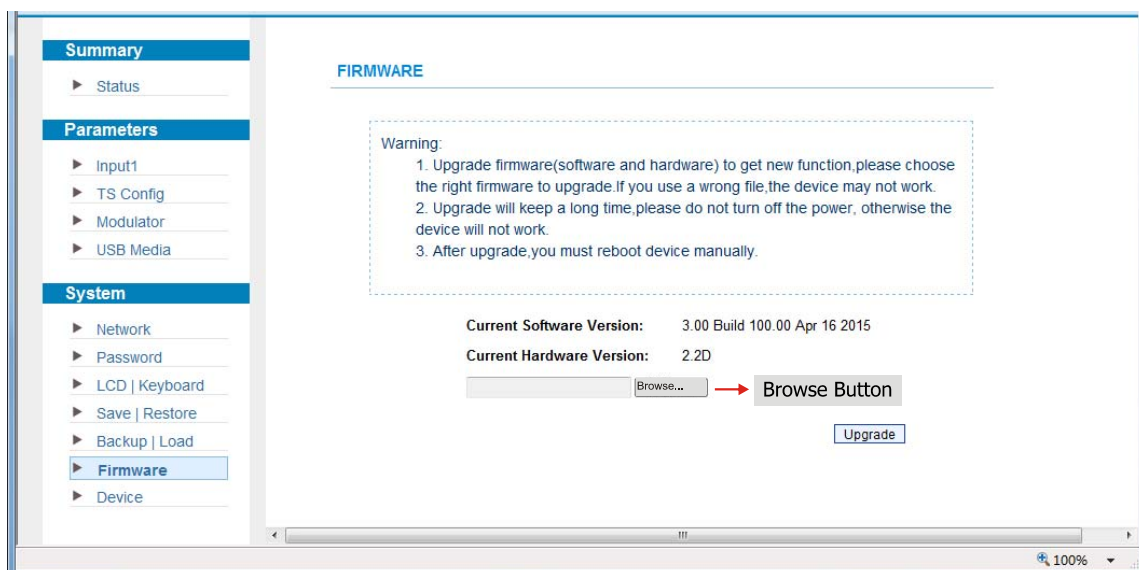 Summary
Status
Parameters
Input1
TS Config
Modulator
USB Media
System
Network
Password
LCD | Keyboard
Save | Restore
Backup | Load
Firmware
Device
FIRMWARE
Warning:
1. Upgrade firmware(software and hardware) to get new function,please choose
the right firmware to upgrade.If you use a wrong file,the device may not work.
2. Upgrade will keep a long time,please do not turn off the power, otherwise the
device will not work.
3. After upgrade,you must reboot device manually.
Current Software Version: 3.00 Build 100.00 Apr 16 2015
Current Hardware Version: 2.2D
Browse... Browse Button
Upgrade
100%